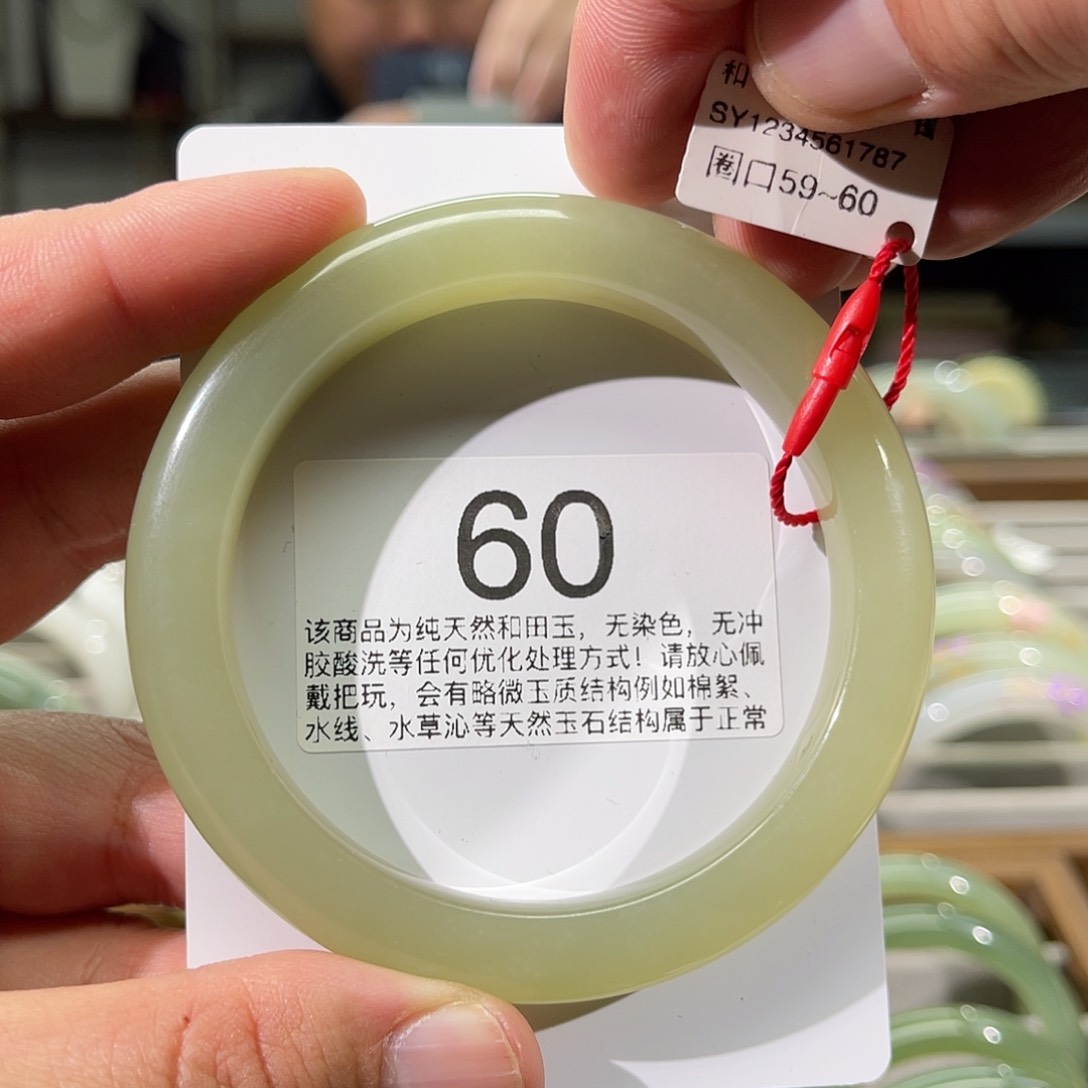 和
SY1234561787
圈口59~60
60
该商品为纯天然和田玉，无染色，无冲
胶酸洗等任何优化处理方式！请放心佩
戴把玩，会有略微玉质结构例如棉絮、
水线、水草沁等天然玉石结构属于正常